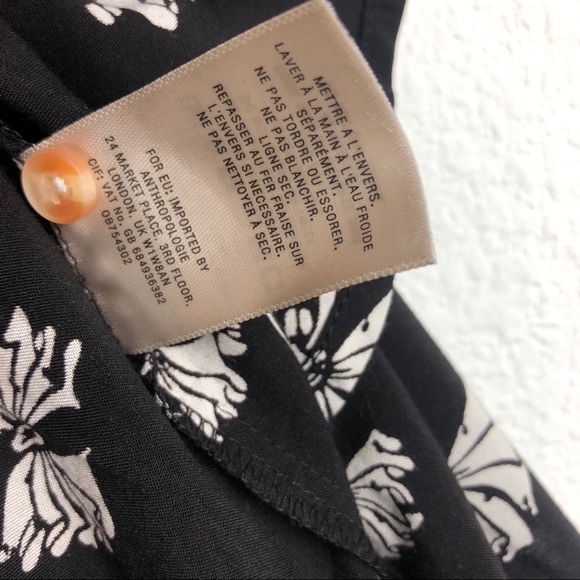 METTRE A L'ENVERS.
LAVER À LA MAIN À L'EAU FROIDE
SÉPARÉMENT.
NE PAS TORDRE OU ESSORER.
NE PAS BLANCHIR.
LIGNE SEC.
REPASSER AU FER FRAISE SUR
L'ENVERS SI NECESSAIRE.
NE PAS NETTOYER À SEC.
FOR EU: IMPORTED BY
ANTHROPOLOGIE
24 MARKET PLACE. 3RD FLOOR.
LONDON. UK W1W8AN
CIF: VAT No. GB 684936382
OB754302